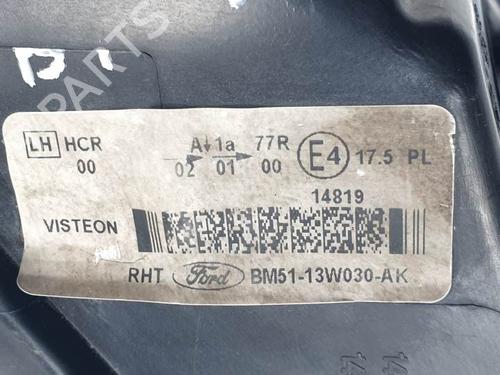 PARTS
LH HCR A↓ 1a 77R E4 17.5 PL
00 02 01 00
14819
VISTEON
RHT Ford BM51-13W030-AK